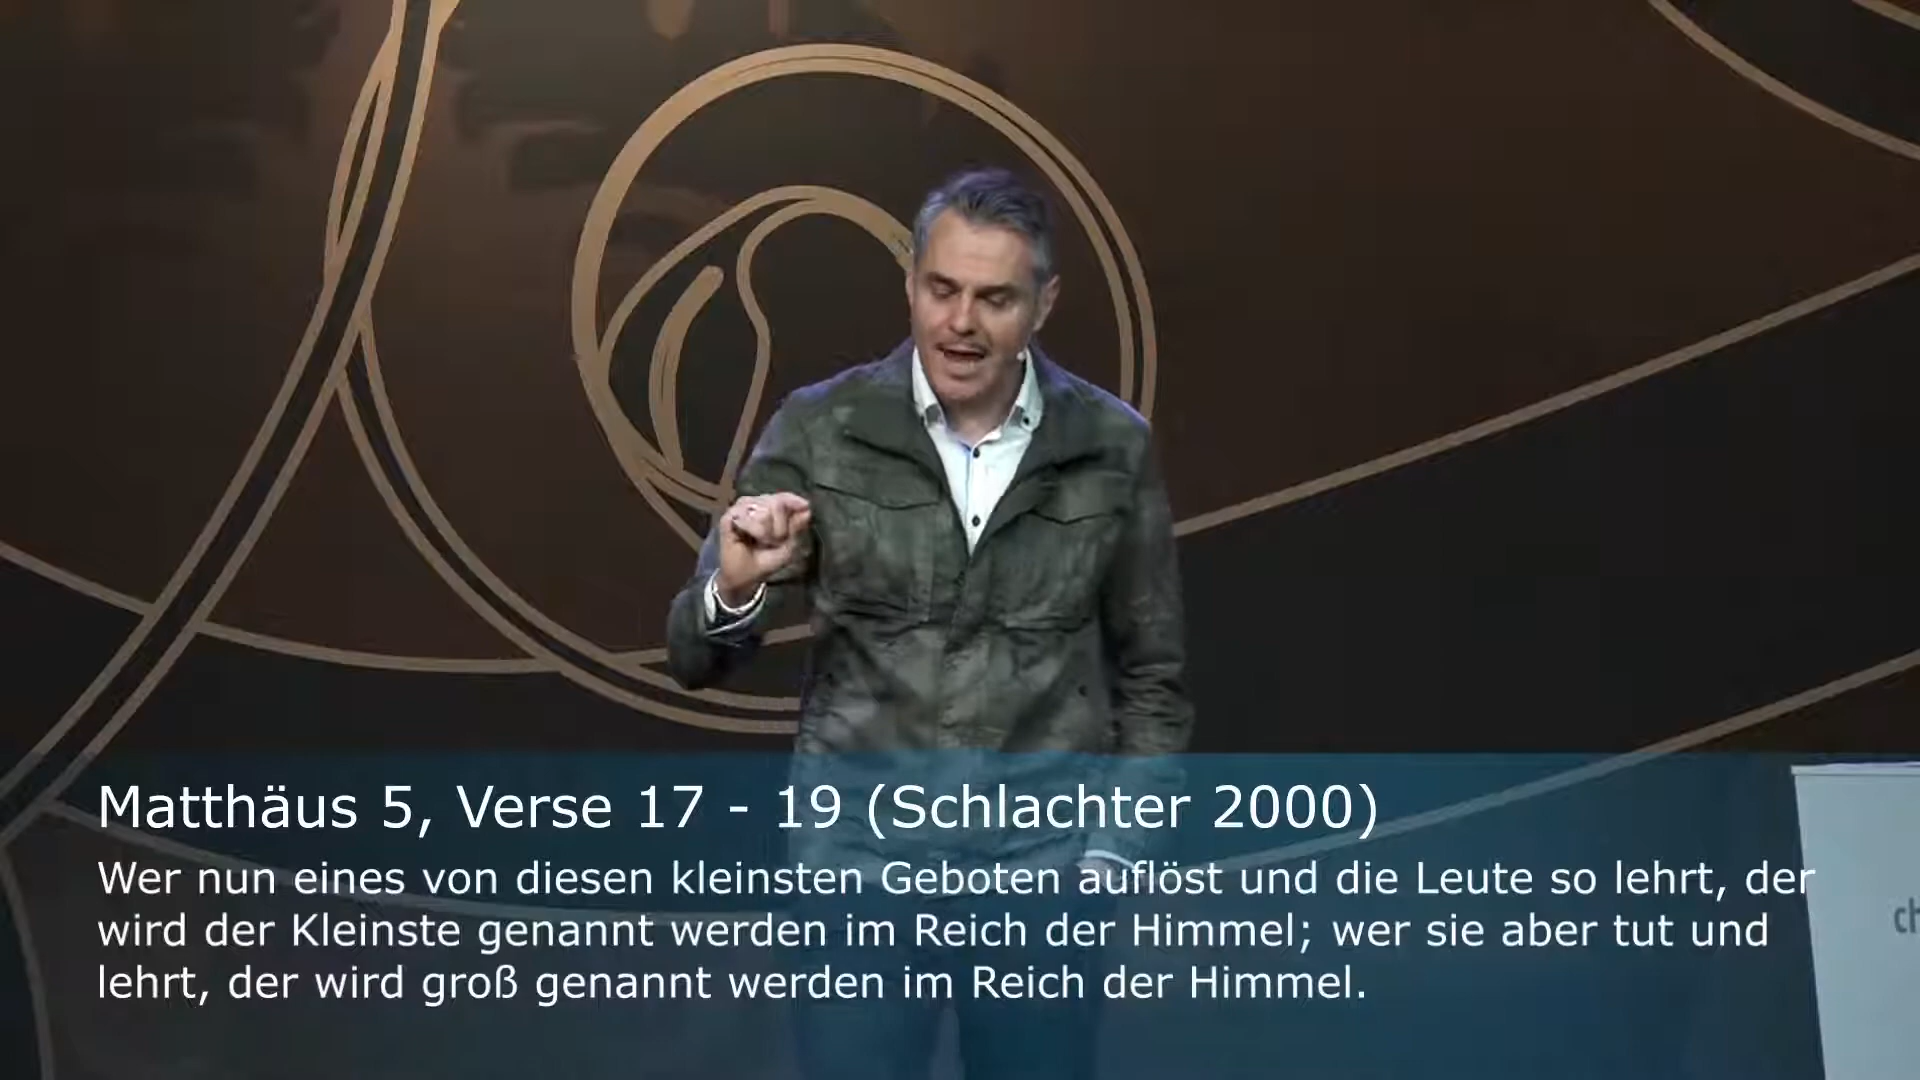 Matthäus 5, Verse 17 - 19 (Schlachter 2000)
Wer nun eines von diesen kleinsten Geboten auflöst und die Leute so lehrt, der
wird der Kleinste genannt werden im Reich der Himmel; wer sie aber tut und
lehrt, der wird groß genannt werden im Reich der Himmel.
ch